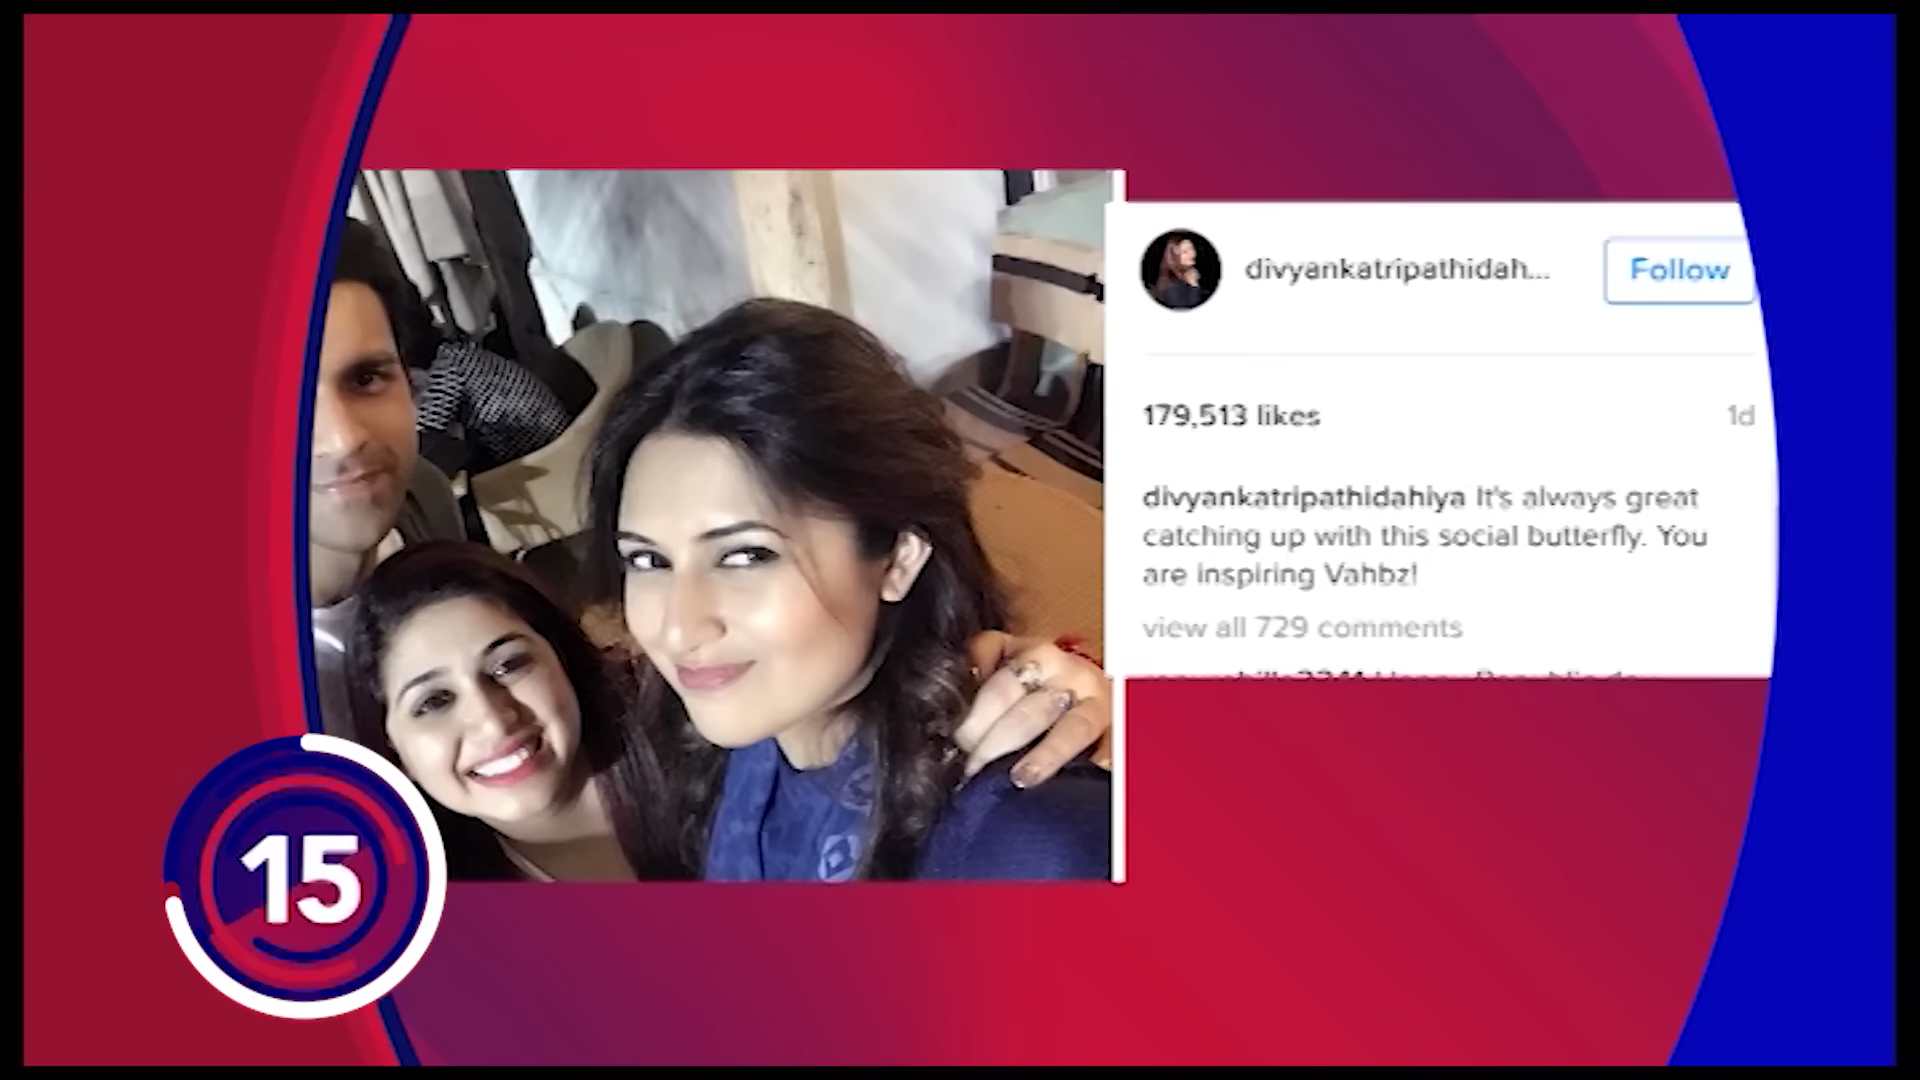 divyankatripathidah...
Follow
179,513 likes
1d
divyankatripathidahiya It's always great
catching up with this social butterfly. You
are inspiring Vahbz!
view all 729 comments
15